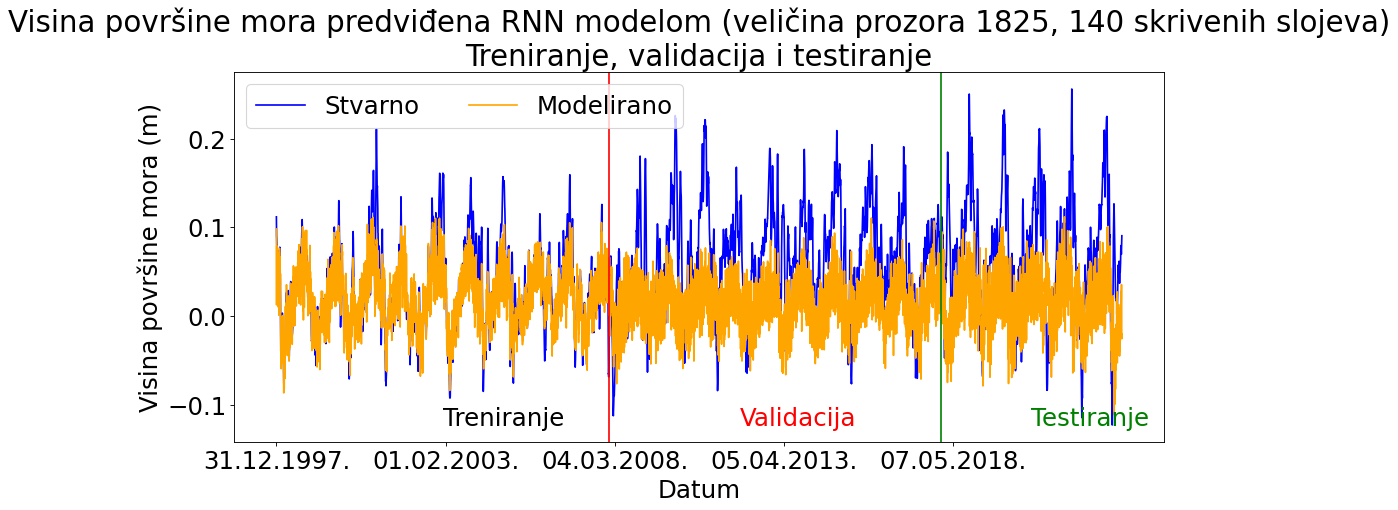 Visina površine mora predviđena RNN modelom (veličina prozora 1825, 140 skrivenih slojeva)
Treniranje, validacija i testiranje
Stvarno
Modelirano
Visina površine mora (m)
0.2
0.1
0.0
−0.1
Treniranje
Validacija
Testiranje
31.12.1997.
01.02.2003.
04.03.2008.
05.04.2013.
07.05.2018.
Datum